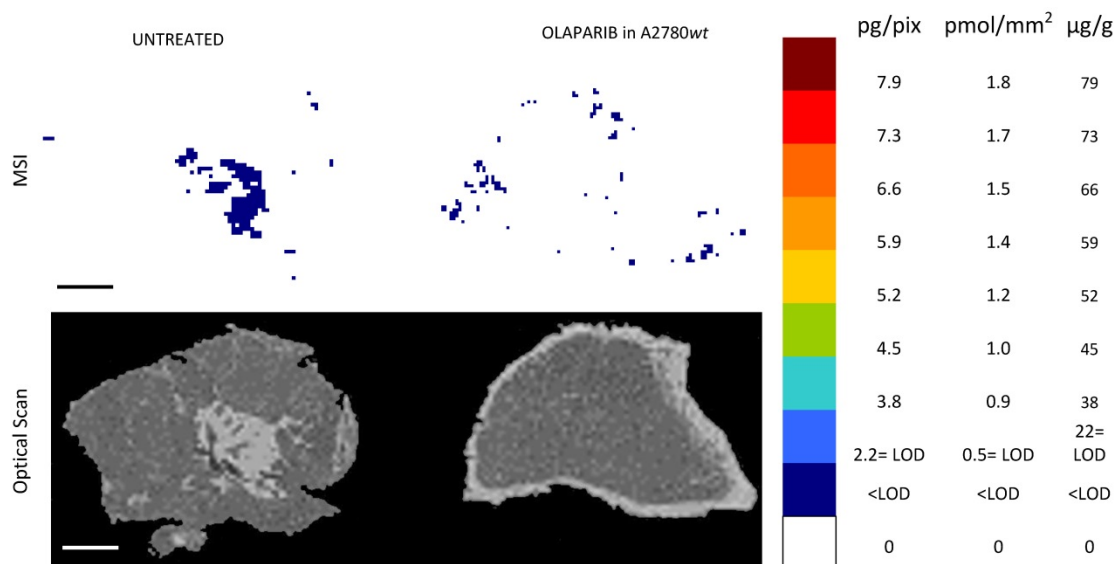 UNTREATED
OLAPARIB in A2780wt
MSI
Optical Scan
pg/pix pmol/mm² µg/g
7.9 1.8 79
7.3 1.7 73
6.6 1.5 66
5.9 1.4 59
5.2 1.2 52
4.5 1.0 45
3.8 0.9 38
2.2= LOD 0.5= LOD 22=
LOD
<LOD <LOD <LOD
0 0 0